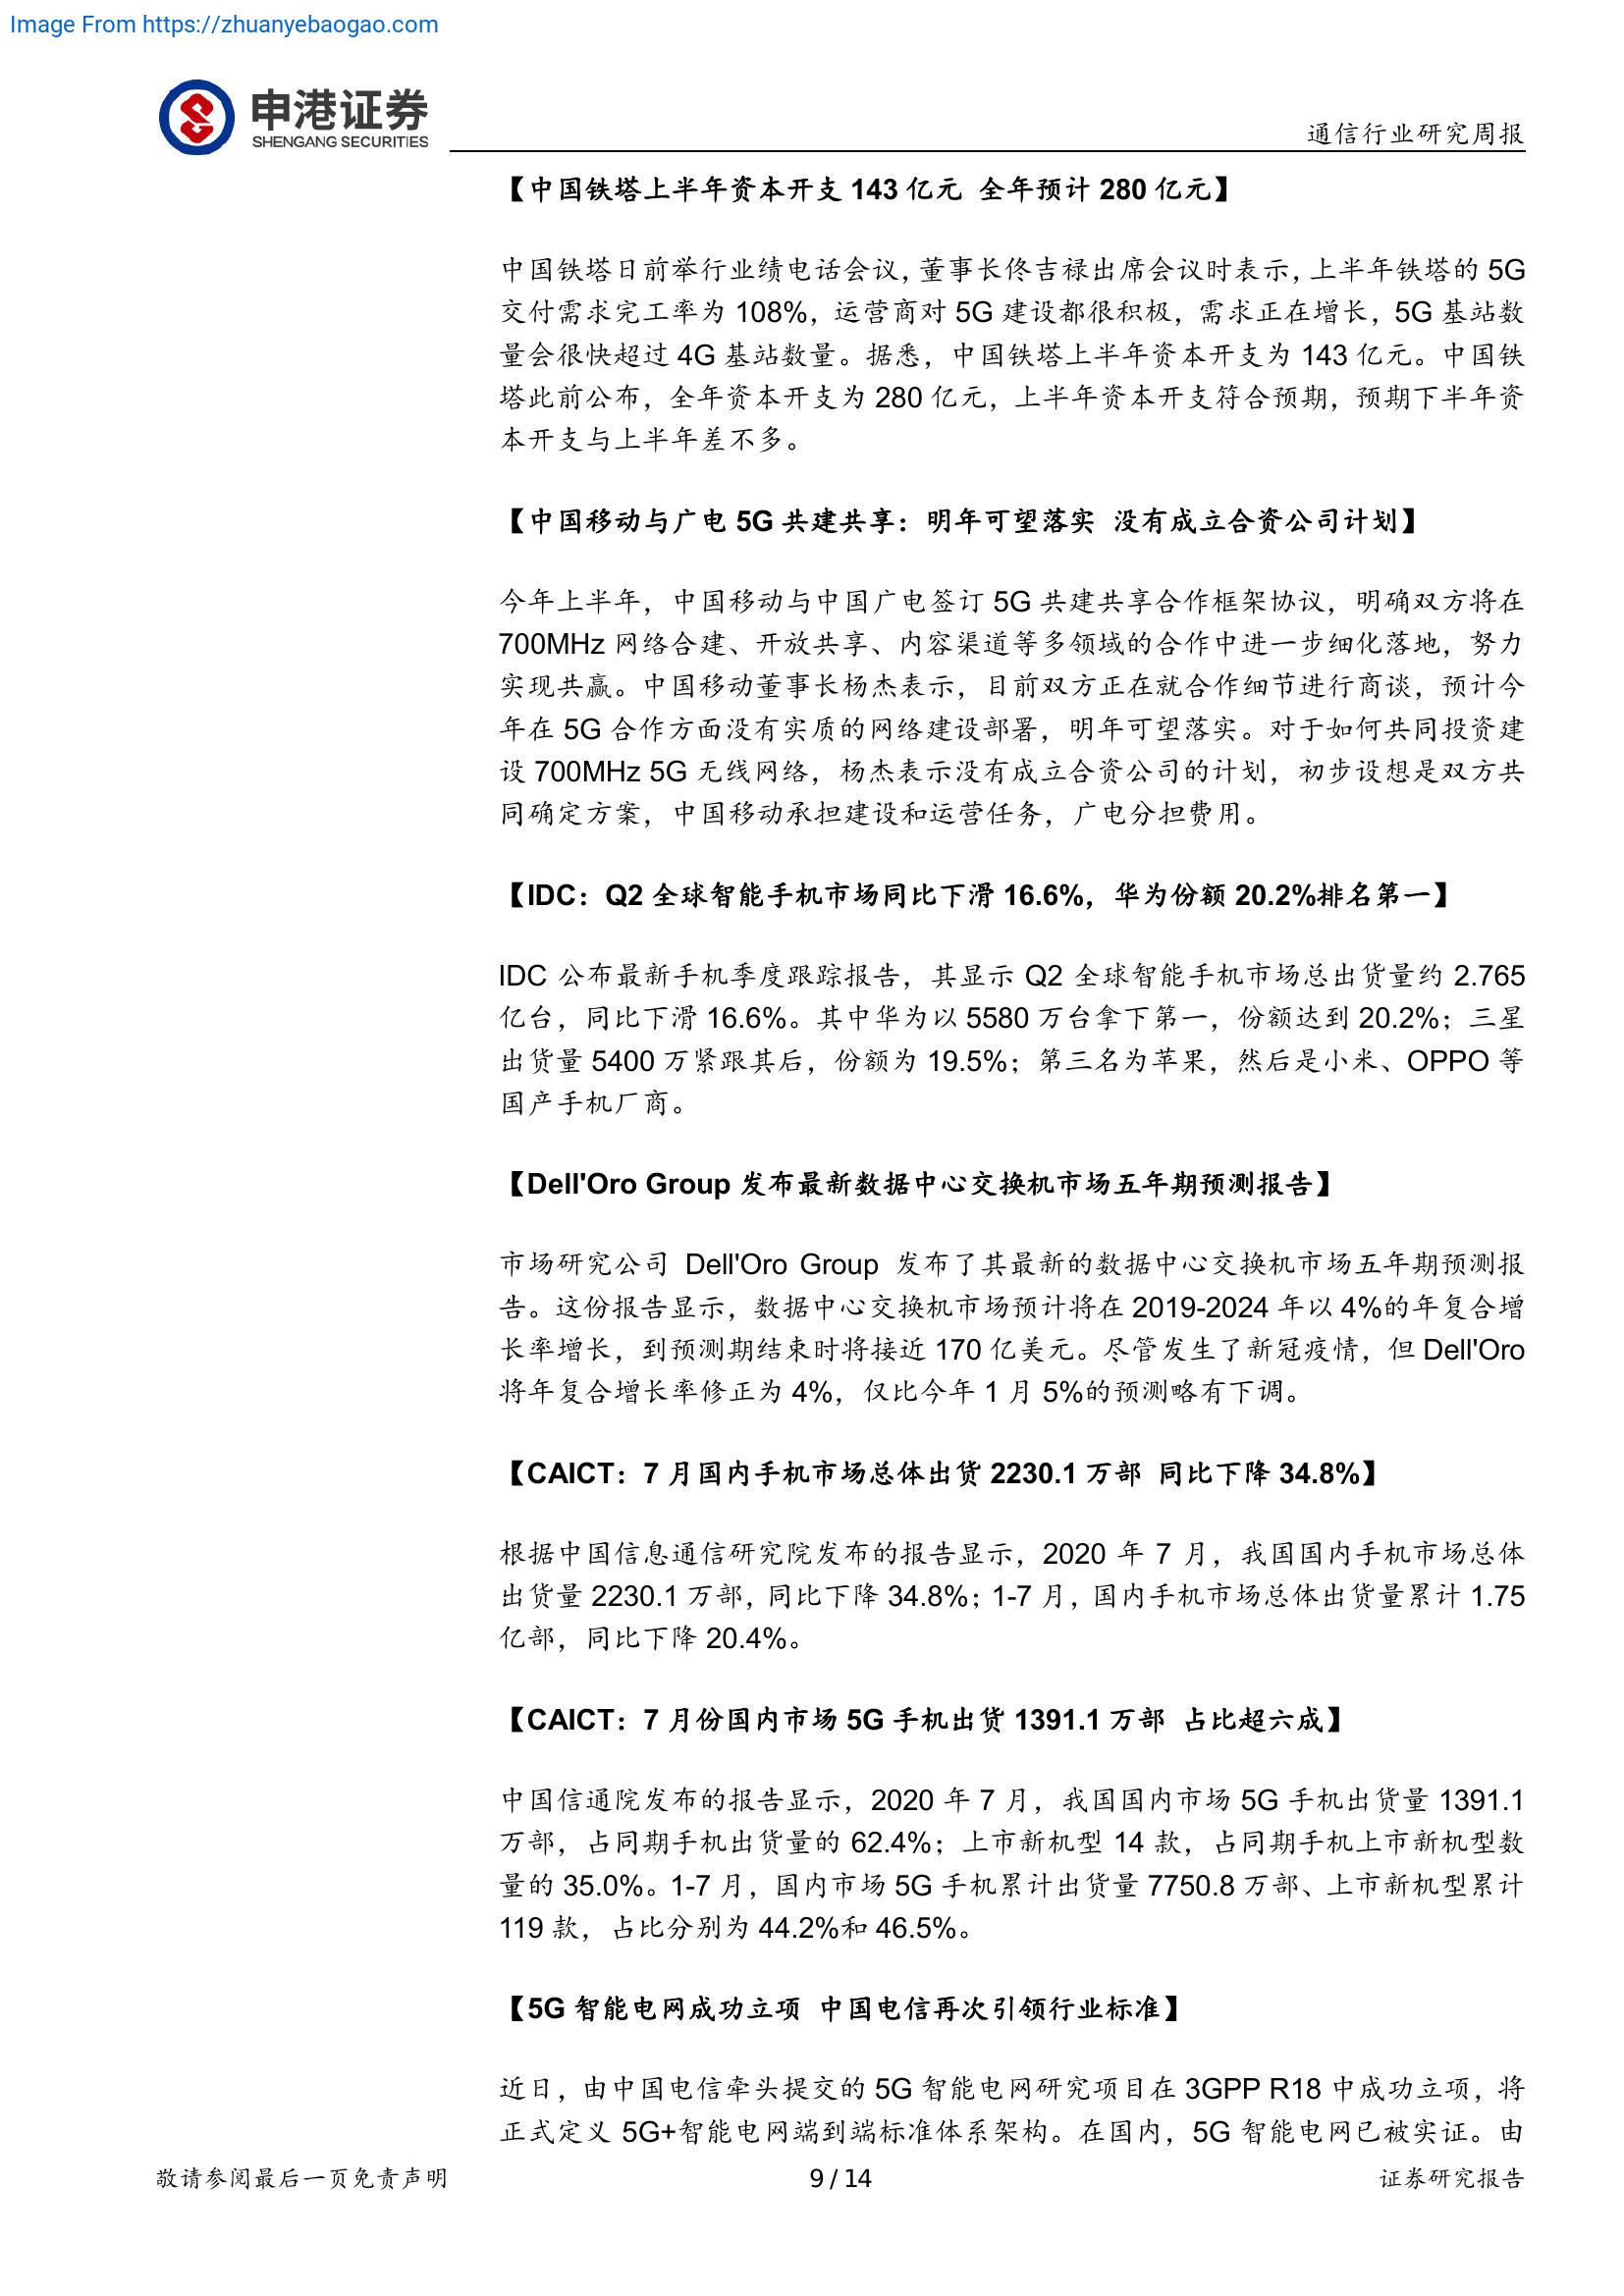 Image From https://zhuanyebaogao.com
申港证券
SHENGANG SECURITIES
通信行业研究周报
【中国铁塔上半年资本开支 143 亿元 全年预计 280 亿元】
中国铁塔日前举行业绩电话会议，董事长佟吉禄出席会议时表示，上半年铁塔的 5G
交付需求完工率为 108%，运营商对 5G 建设都很积极，需求正在增长，5G 基站数
量会很快超过 4G 基站数量。据悉，中国铁塔上半年资本开支为 143 亿元。中国铁
塔此前公布，全年资本开支为 280 亿元，上半年资本开支符合预期，预期下半年资
本开支与上半年差不多。
【中国移动与广电 5G 共建共享：明年可望落实 没有成立合资公司计划】
今年上半年，中国移动与中国广电签订 5G 共建共享合作框架协议，明确双方将在
700MHz 网络合建、开放共享、内容渠道等多领域的合作中进一步细化落地，努力
实现共赢。中国移动董事长杨杰表示，目前双方正在就合作细节进行商谈，预计今
年在 5G 合作方面没有实质的网络建设部署，明年可望落实。对于如何共同投资建
设 700MHz 5G 无线网络，杨杰表示没有成立合资公司的计划，初步设想是双方共
同确定方案，中国移动承担建设和运营任务，广电分担费用。
【IDC：Q2 全球智能手机市场同比下滑 16.6%，华为份额 20.2%排名第一】
IDC 公布最新手机季度跟踪报告，其显示 Q2 全球智能手机市场总出货量约 2.765
亿台，同比下滑 16.6%。其中华为以 5580 万台拿下第一，份额达到 20.2%；三星
出货量 5400 万紧跟其后，份额为 19.5%；第三名为苹果，然后是小米、OPPO 等
国产手机厂商。
【Dell'Oro Group 发布最新数据中心交换机市场五年期预测报告】
市场研究公司 Dell'Oro Group 发布了其最新的数据中心交换机市场五年期预测报
告。这份报告显示，数据中心交换机市场预计将在 2019-2024 年以 4%的年复合增
长率增长，到预测期结束时将接近 170 亿美元。尽管发生了新冠疫情，但 Dell'Oro
将年复合增长率修正为 4%，仅比今年 1 月 5%的预测略有下调。
【CAICT：7 月国内手机市场总体出货 2230.1 万部 同比下降 34.8%】
根据中国信息通信研究院发布的报告显示，2020 年 7 月，我国国内手机市场总体
出货量 2230.1 万部，同比下降 34.8%；1-7 月，国内手机市场总体出货量累计 1.75
亿部，同比下降 20.4%。
【CAICT：7 月份国内市场 5G 手机出货 1391.1 万部 占比超六成】
中国信通院发布的报告显示，2020 年 7 月，我国国内市场 5G 手机出货量 1391.1
万部，占同期手机出货量的 62.4%；上市新机型 14 款，占同期手机上市新机型数
量的 35.0%。1-7 月，国内市场 5G 手机累计出货量 7750.8 万部、上市新机型累计
119 款，占比分别为 44.2%和 46.5%。
【5G 智能电网成功立项 中国电信再次引领行业标准】
近日，由中国电信牵头提交的 5G 智能电网研究项目在 3GPP R18 中成功立项，将
正式定义 5G+智能电网端到端标准体系架构。在国内，5G 智能电网已被实证。由
敬请参阅最后一页免责声明
9 / 14
证券研究报告